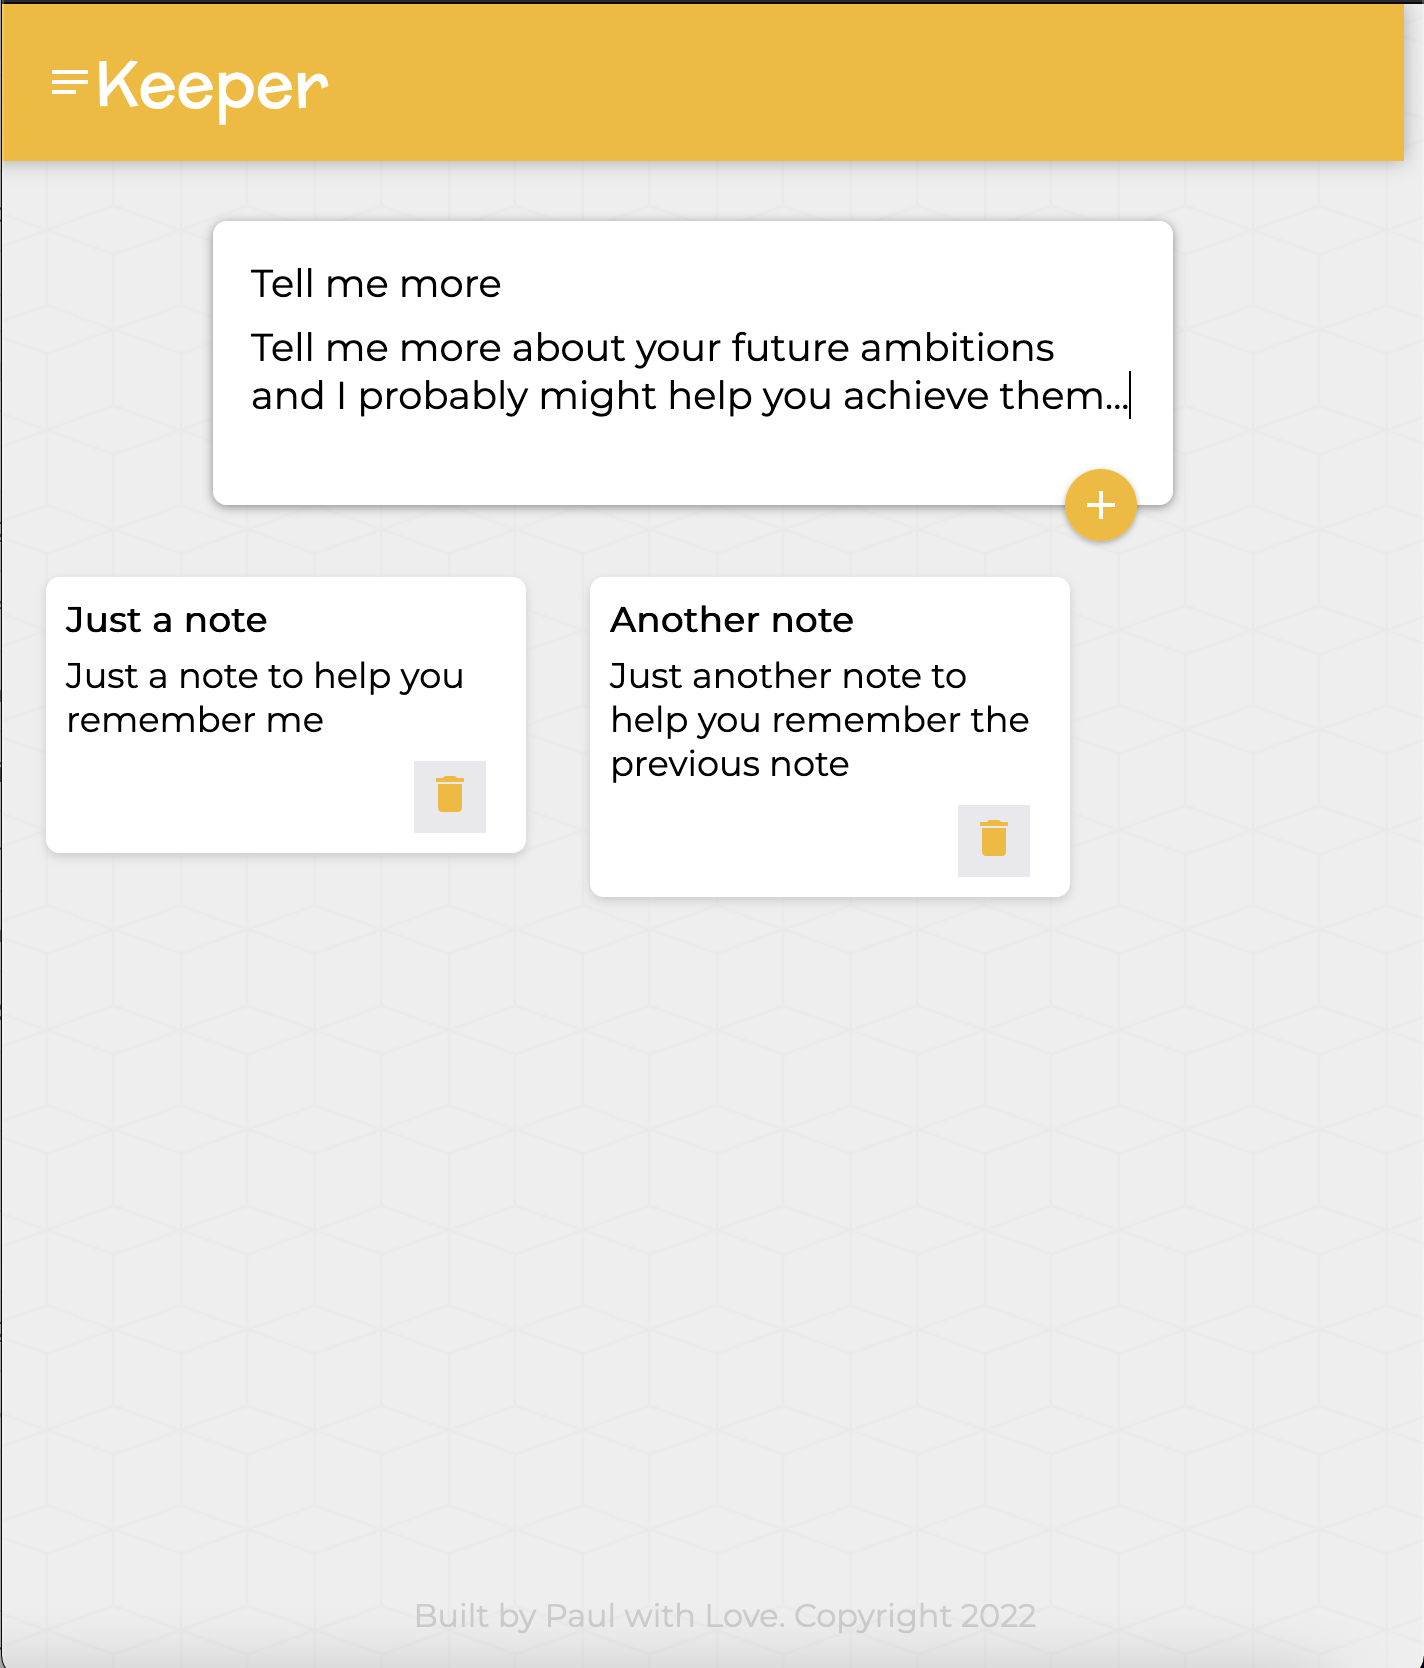 Keeper
Tell me more
Tell me more about your future ambitions
and I probably might help you achieve them...
Just a note
Just a note to help you
remember me
Another note
Just another note to
help you remember the
previous note
Built by Paul with Love. Copyright 2022